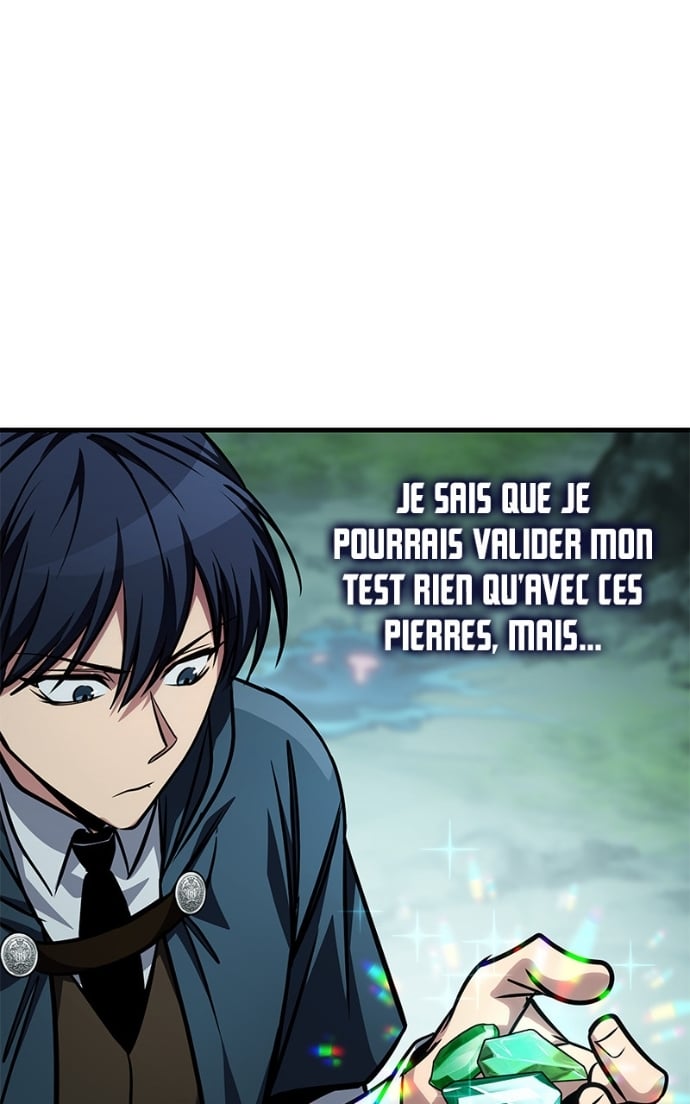 JE SAIS QUE JE
POURRAIS VALIDER MON
TEST RIEN QU'AVEC CES
PIERRES, MAIS...